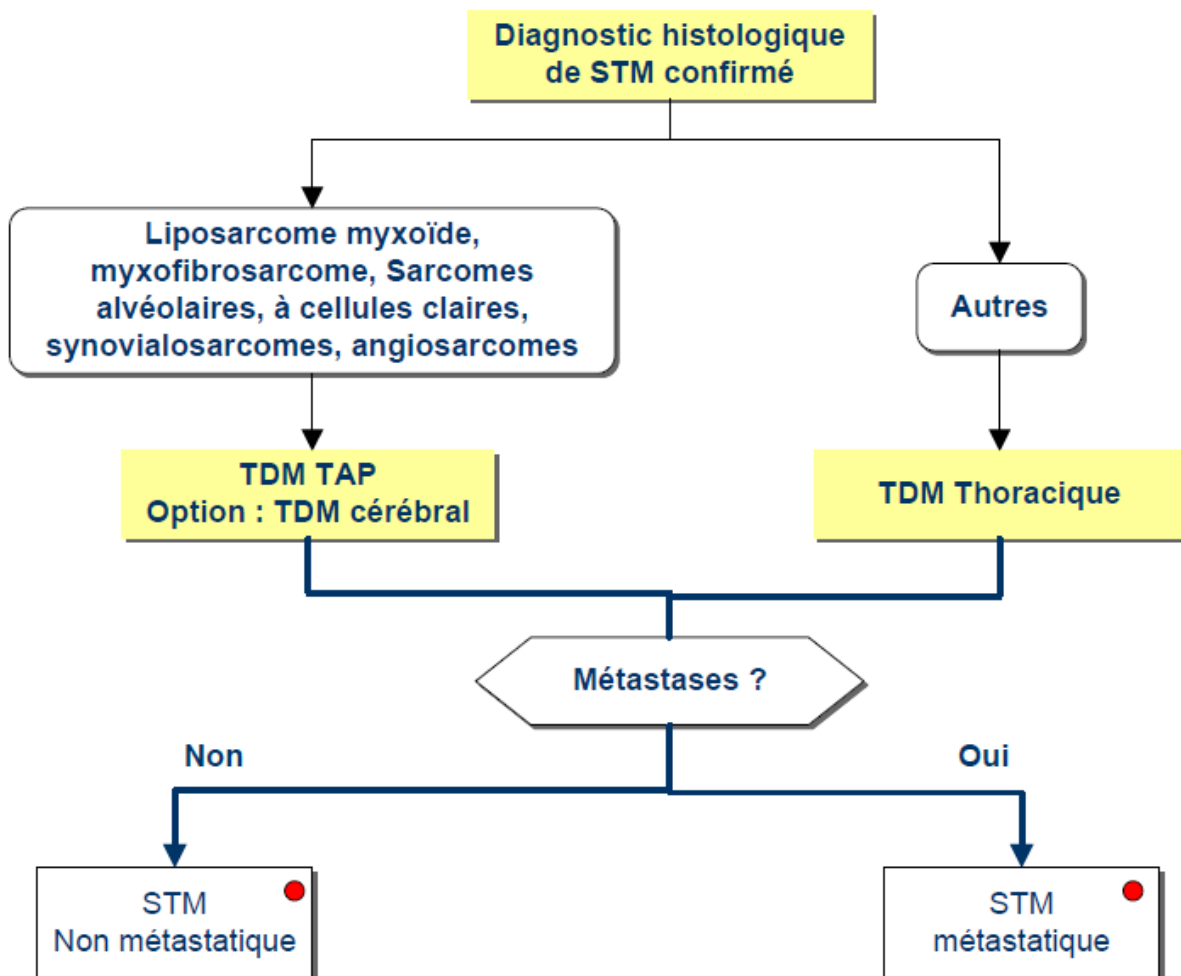 Diagnostic histologique
de STM confirmé
Liposarcome myxoïde,
myxofibrosarcome, Sarcomes
alvéolaires, à cellules claires,
synovialosarcomes, angiosarcomes
Autres
TDM TAP
Option : TDM cérébral
TDM Thoracique
Métastases ?
Non
Oui
STM
Non métastatique
STM
métastatique